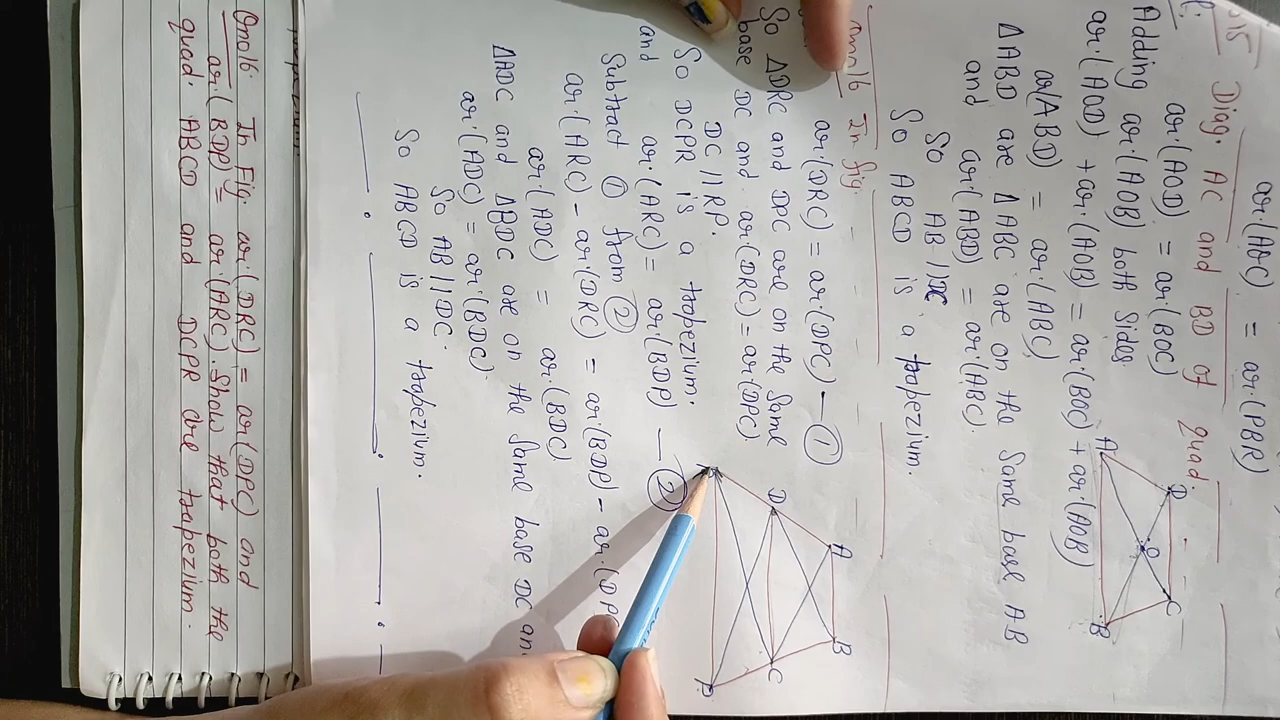 ar.(ABC) = ar.(PBR)
Diag. AC and BD of quad.
ar.(AOD) = ar.(BOC)
Adding ar.(AOB) both Sides.
ar.(AOD) + ar.(AOB) = ar.(BOC) + ar.(AOB)
ar(ABD) = ar.(ABC)
ΔABD are ΔABC are on the Same base AB
and ar.(ABD) = ar.(ABC).
So AB // DC
So ABCD is a trapezium.
D
C
O
A
B
Qno16 In fig.
ar.(DRC) = ar.(DPC) — ①
So ΔDRC and DPC are on the Same
base DC and ar.(DRC) = ar.(DPC)
DC // RP.
So DCPR is a trapezium.
and ar.(ARC) = ar.(BDP) — ②
Subtract ① from ②
ar.(ARC) - ar.(DRC) = ar.(BDP) - ar.(DPC
ar.(ADC) = ar.(BDC)
ΔADC and ΔBDC are on the Same base DC an
ar.(ADC) = ar.(BDC).
So AB // DC.
So ABCD is a trapezium.
A
B
D
C
P
Qno16. In Fig. ar.(DRC) = ar(DPC) and
ar.(BDP) = ar.(ARC). Show that both the
quad. ABCD and DCPR are trapezium.